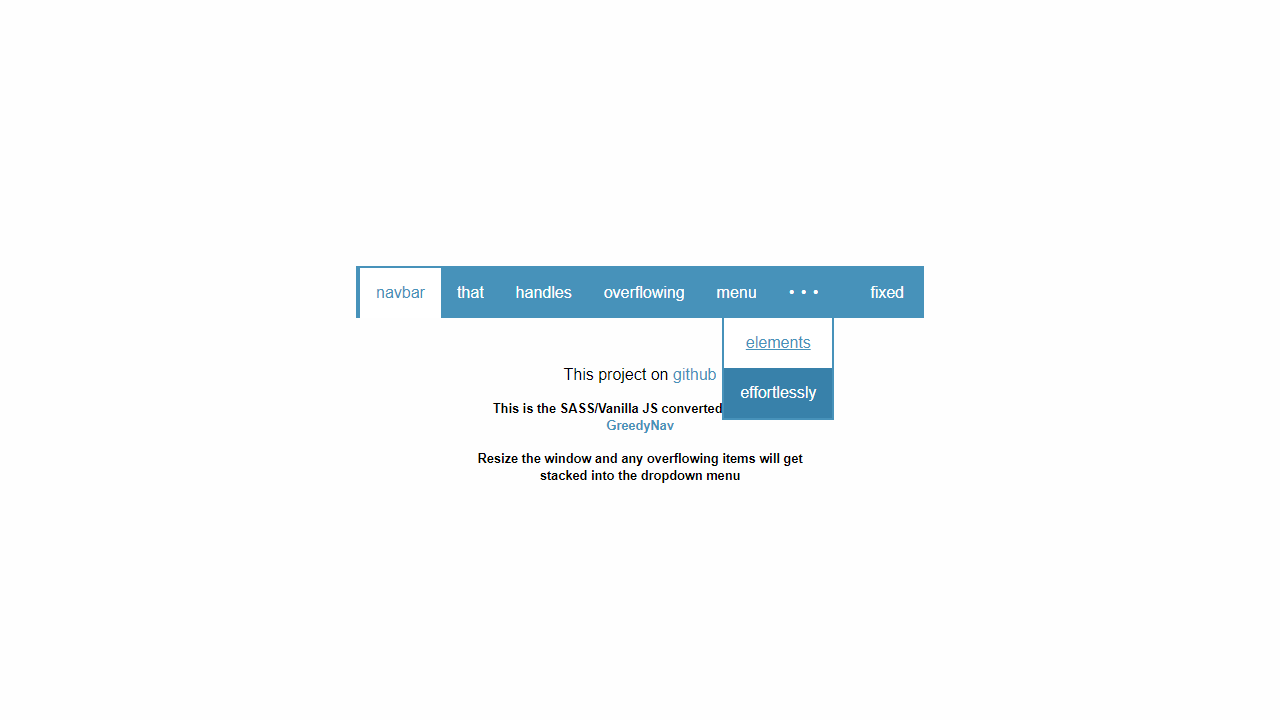 navbar that handles overflowing menu • • • fixed
elements
effortlessly
This project on github
This is the SASS/Vanilla JS converted
GreedyNav
Resize the window and any overflowing items will get
stacked into the dropdown menu